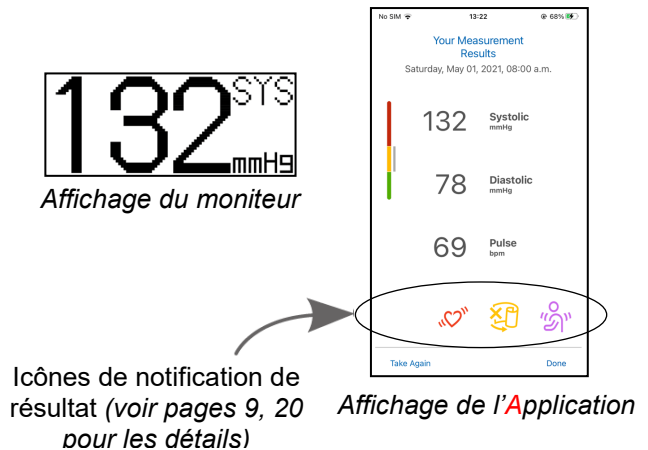 132 SYS
mmHg
Affichage du moniteur
No SIM 13:22 68%
Your Measurement
Results
Saturday, May 01, 2021, 08:00 a.m.
132 Systolic
mmHg
78 Diastolic
mmHg
69 Pulse
bpm
Take Again Done
Icônes de notification de
résultat (voir pages 9, 20
pour les détails)
Affichage de l'Application